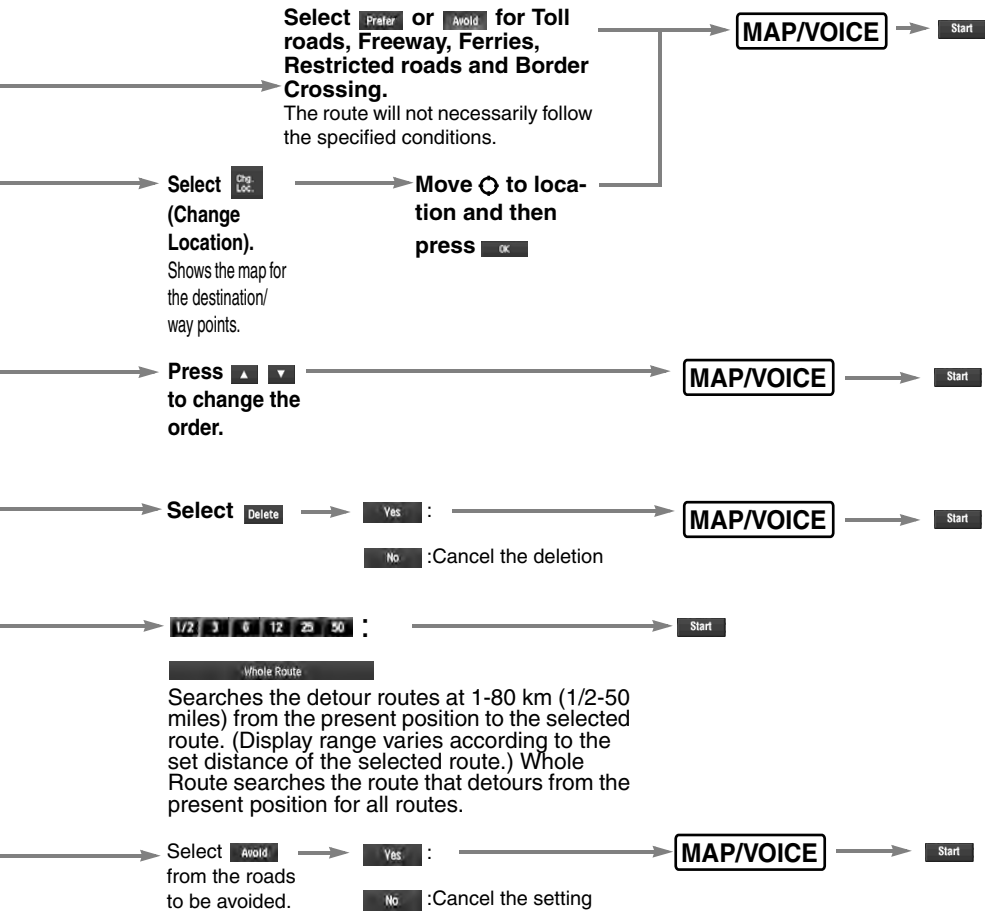 Select Prefer or Avoid for Toll
roads, Freeway, Ferries,
Restricted roads and Border
Crossing.
The route will not necessarily follow
the specified conditions.
MAP/VOICE
Start
Select Chg. Loc.
(Change
Location).
Shows the map for
the destination/
way points.
Move to loca-
tion and then
press OK
Press ▲ ▼
to change the
order.
MAP/VOICE
Start
Select Delete
Yes :
No :Cancel the deletion
MAP/VOICE
Start
1/2 3 6 12 25 50 :
Start
Whole Route
Searches the detour routes at 1-80 km (1/2-50
miles) from the present position to the selected
route. (Display range varies according to the
set distance of the selected route.) Whole
Route searches the route that detours from the
present position for all routes.
Select Avoid
from the roads
to be avoided.
Yes :
No :Cancel the setting
MAP/VOICE
Start